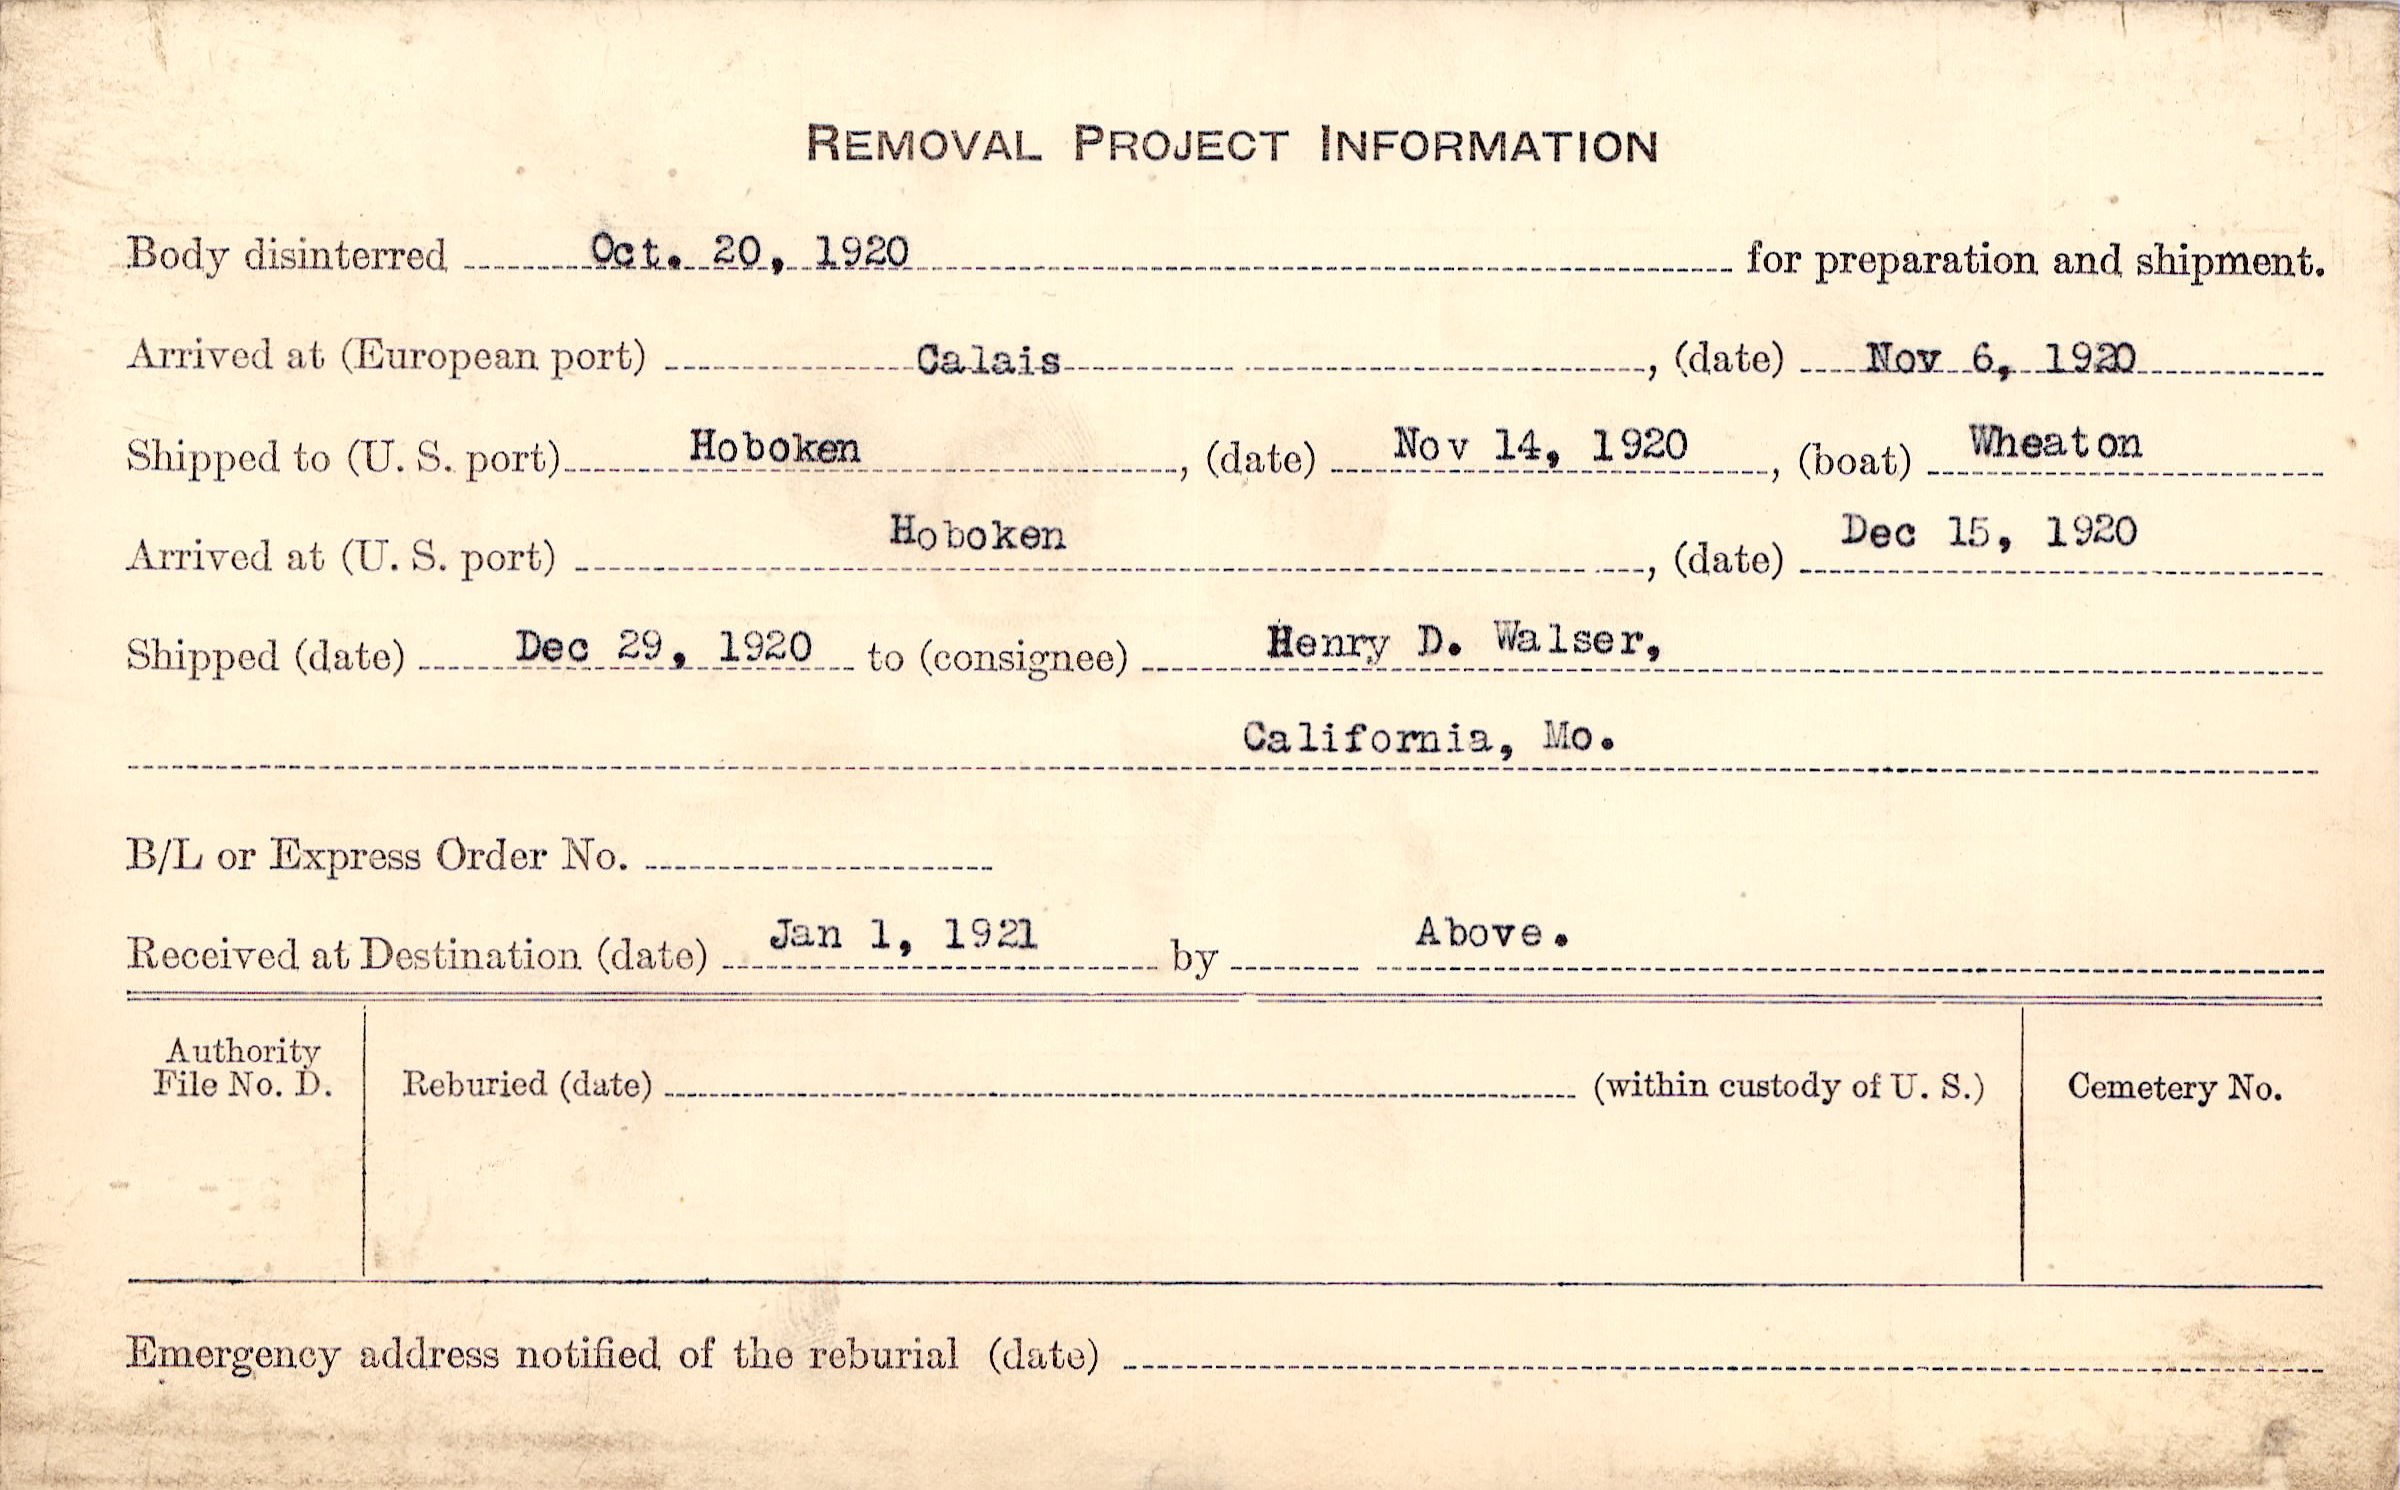 REMOVAL PROJECT INFORMATION
Body disinterred Oct. 20, 1920 for preparation and shipment.
Arrived at (European port) Calais, (date) Nov 6, 1920
Shipped to (U. S. port) Hoboken, (date) Nov 14, 1920, (boat) Wheaton
Arrived at (U. S. port) Hoboken, (date) Dec 15, 1920
Shipped (date) Dec 29, 1920 to (consignee) Henry D. Walser,
California, Mo.
B/L or Express Order No.
Received at Destination (date) Jan 1, 1921 by Above.
Authority
File No. D.
Reburied (date) (within custody of U. S.)
Cemetery No.
Emergency address notified of the reburial (date)